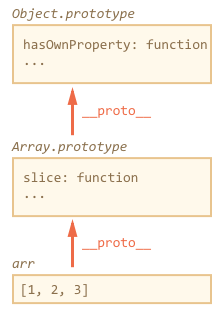 Object.prototype
hasOwnProperty: function
...
__proto__
Array.prototype
slice: function
...
__proto__
arr
[1, 2, 3]